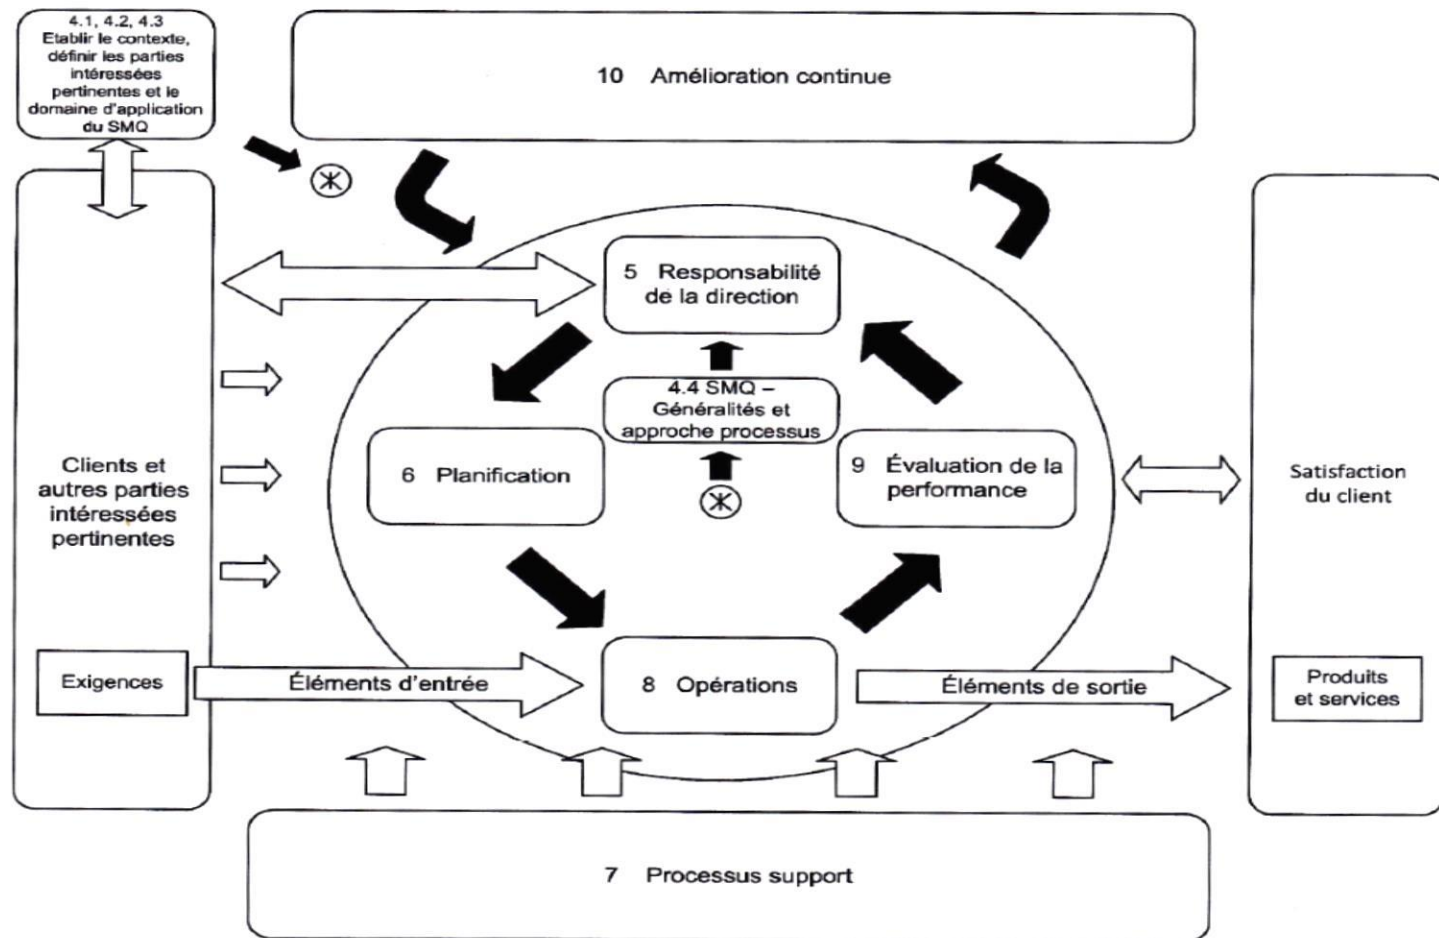 4.1, 4.2, 4.3
Etablir le contexte,
définir les parties
intéressées
pertinentes et le
domaine d'application
du SMQ
10 Amélioration continue
5 Responsabilité
de la direction
4.4 SMQ –
Généralités et
approche processus
6 Planification
9 Évaluation de la
performance
Clients et
autres parties
intéressées
pertinentes
Satisfaction
du client
Exigences
Éléments d'entrée
8 Opérations
Éléments de sortie
Produits
et services
7 Processus support